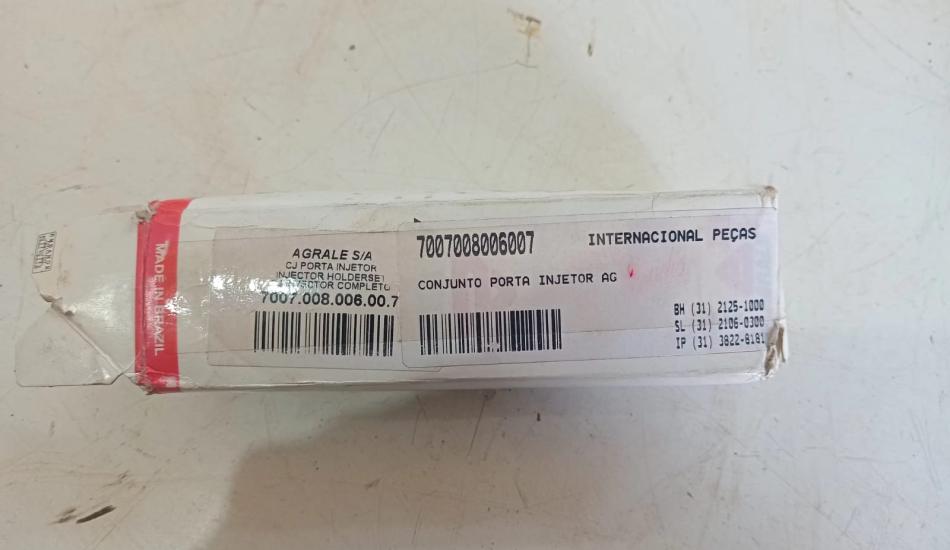 MADE IN BRAZIL
AGRALE S/A
CJ PORTA INJETOR
INJECTOR HOLDERSET
INYECTOR COMPLETO
7007.008.006.00.7
7007008006007
INTERNACIONAL PEÇAS
CONJUNTO PORTA INJETOR AG
BH (31) 2125-1000
SL (31) 2106-0300
IP (31) 3822-8181